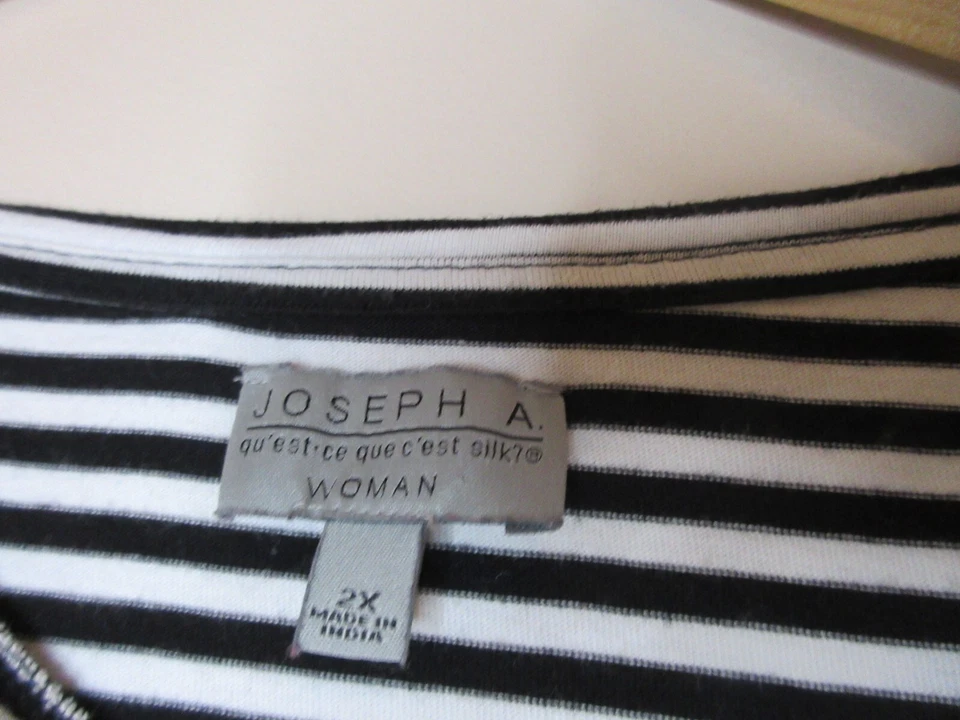 JOSEPH A.
qu'est·ce que c'est silk?®
WOMAN
2X
MADE IN
INDIA